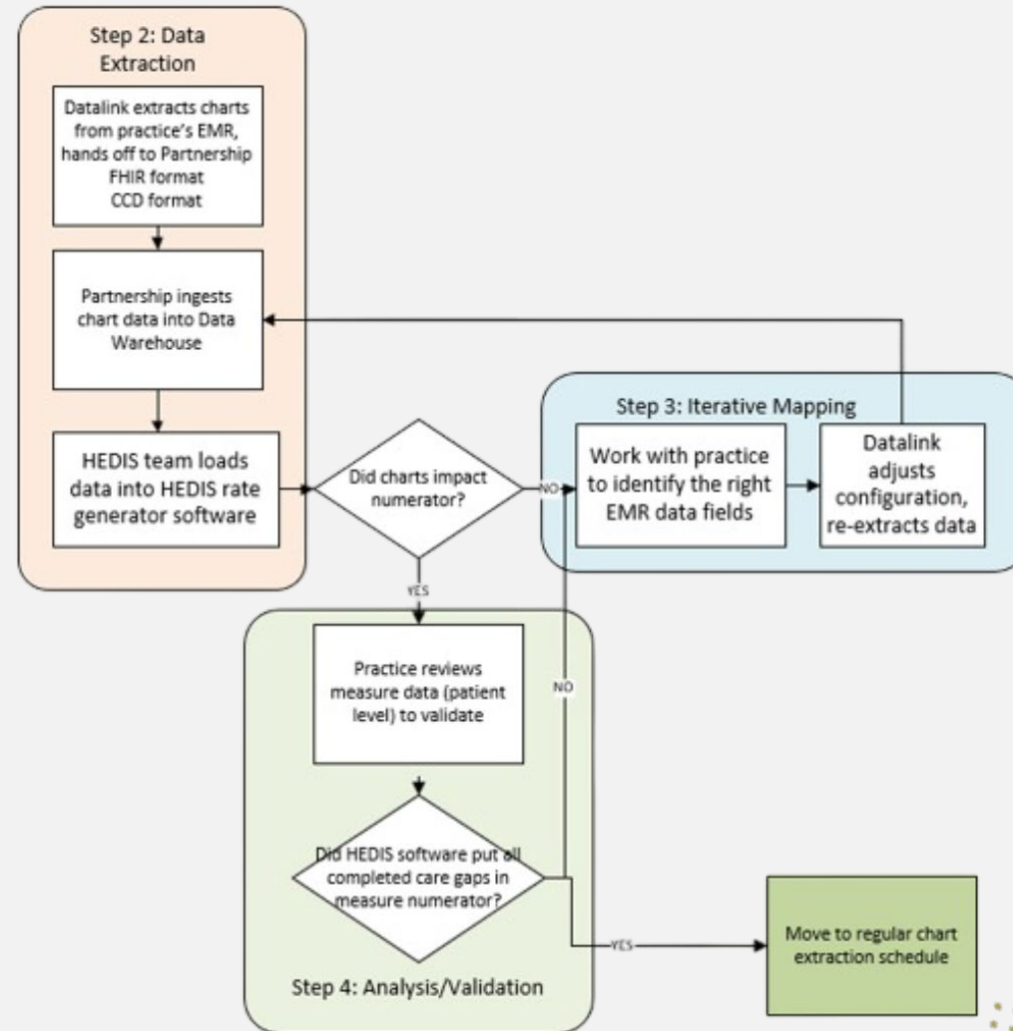 Step 2: Data
Extraction
Datalink extracts charts
from practice's EMR,
hands off to Partnership
FHIR format
CCD format
Partnership ingests
chart data into Data
Warehouse
HEDIS team loads
data into HEDIS rate
generator software
Did charts impact
numerator?
NO
Step 3: Iterative Mapping
Work with practice
to identify the right
EMR data fields
Datalink
adjusts
configuration,
re-extracts data
YES
Practice reviews
measure data (patient
level) to validate
NO
Did HEDIS software put all
completed care gaps in
measure numerator?
YES
Move to regular chart
extraction schedule
Step 4: Analysis/Validation